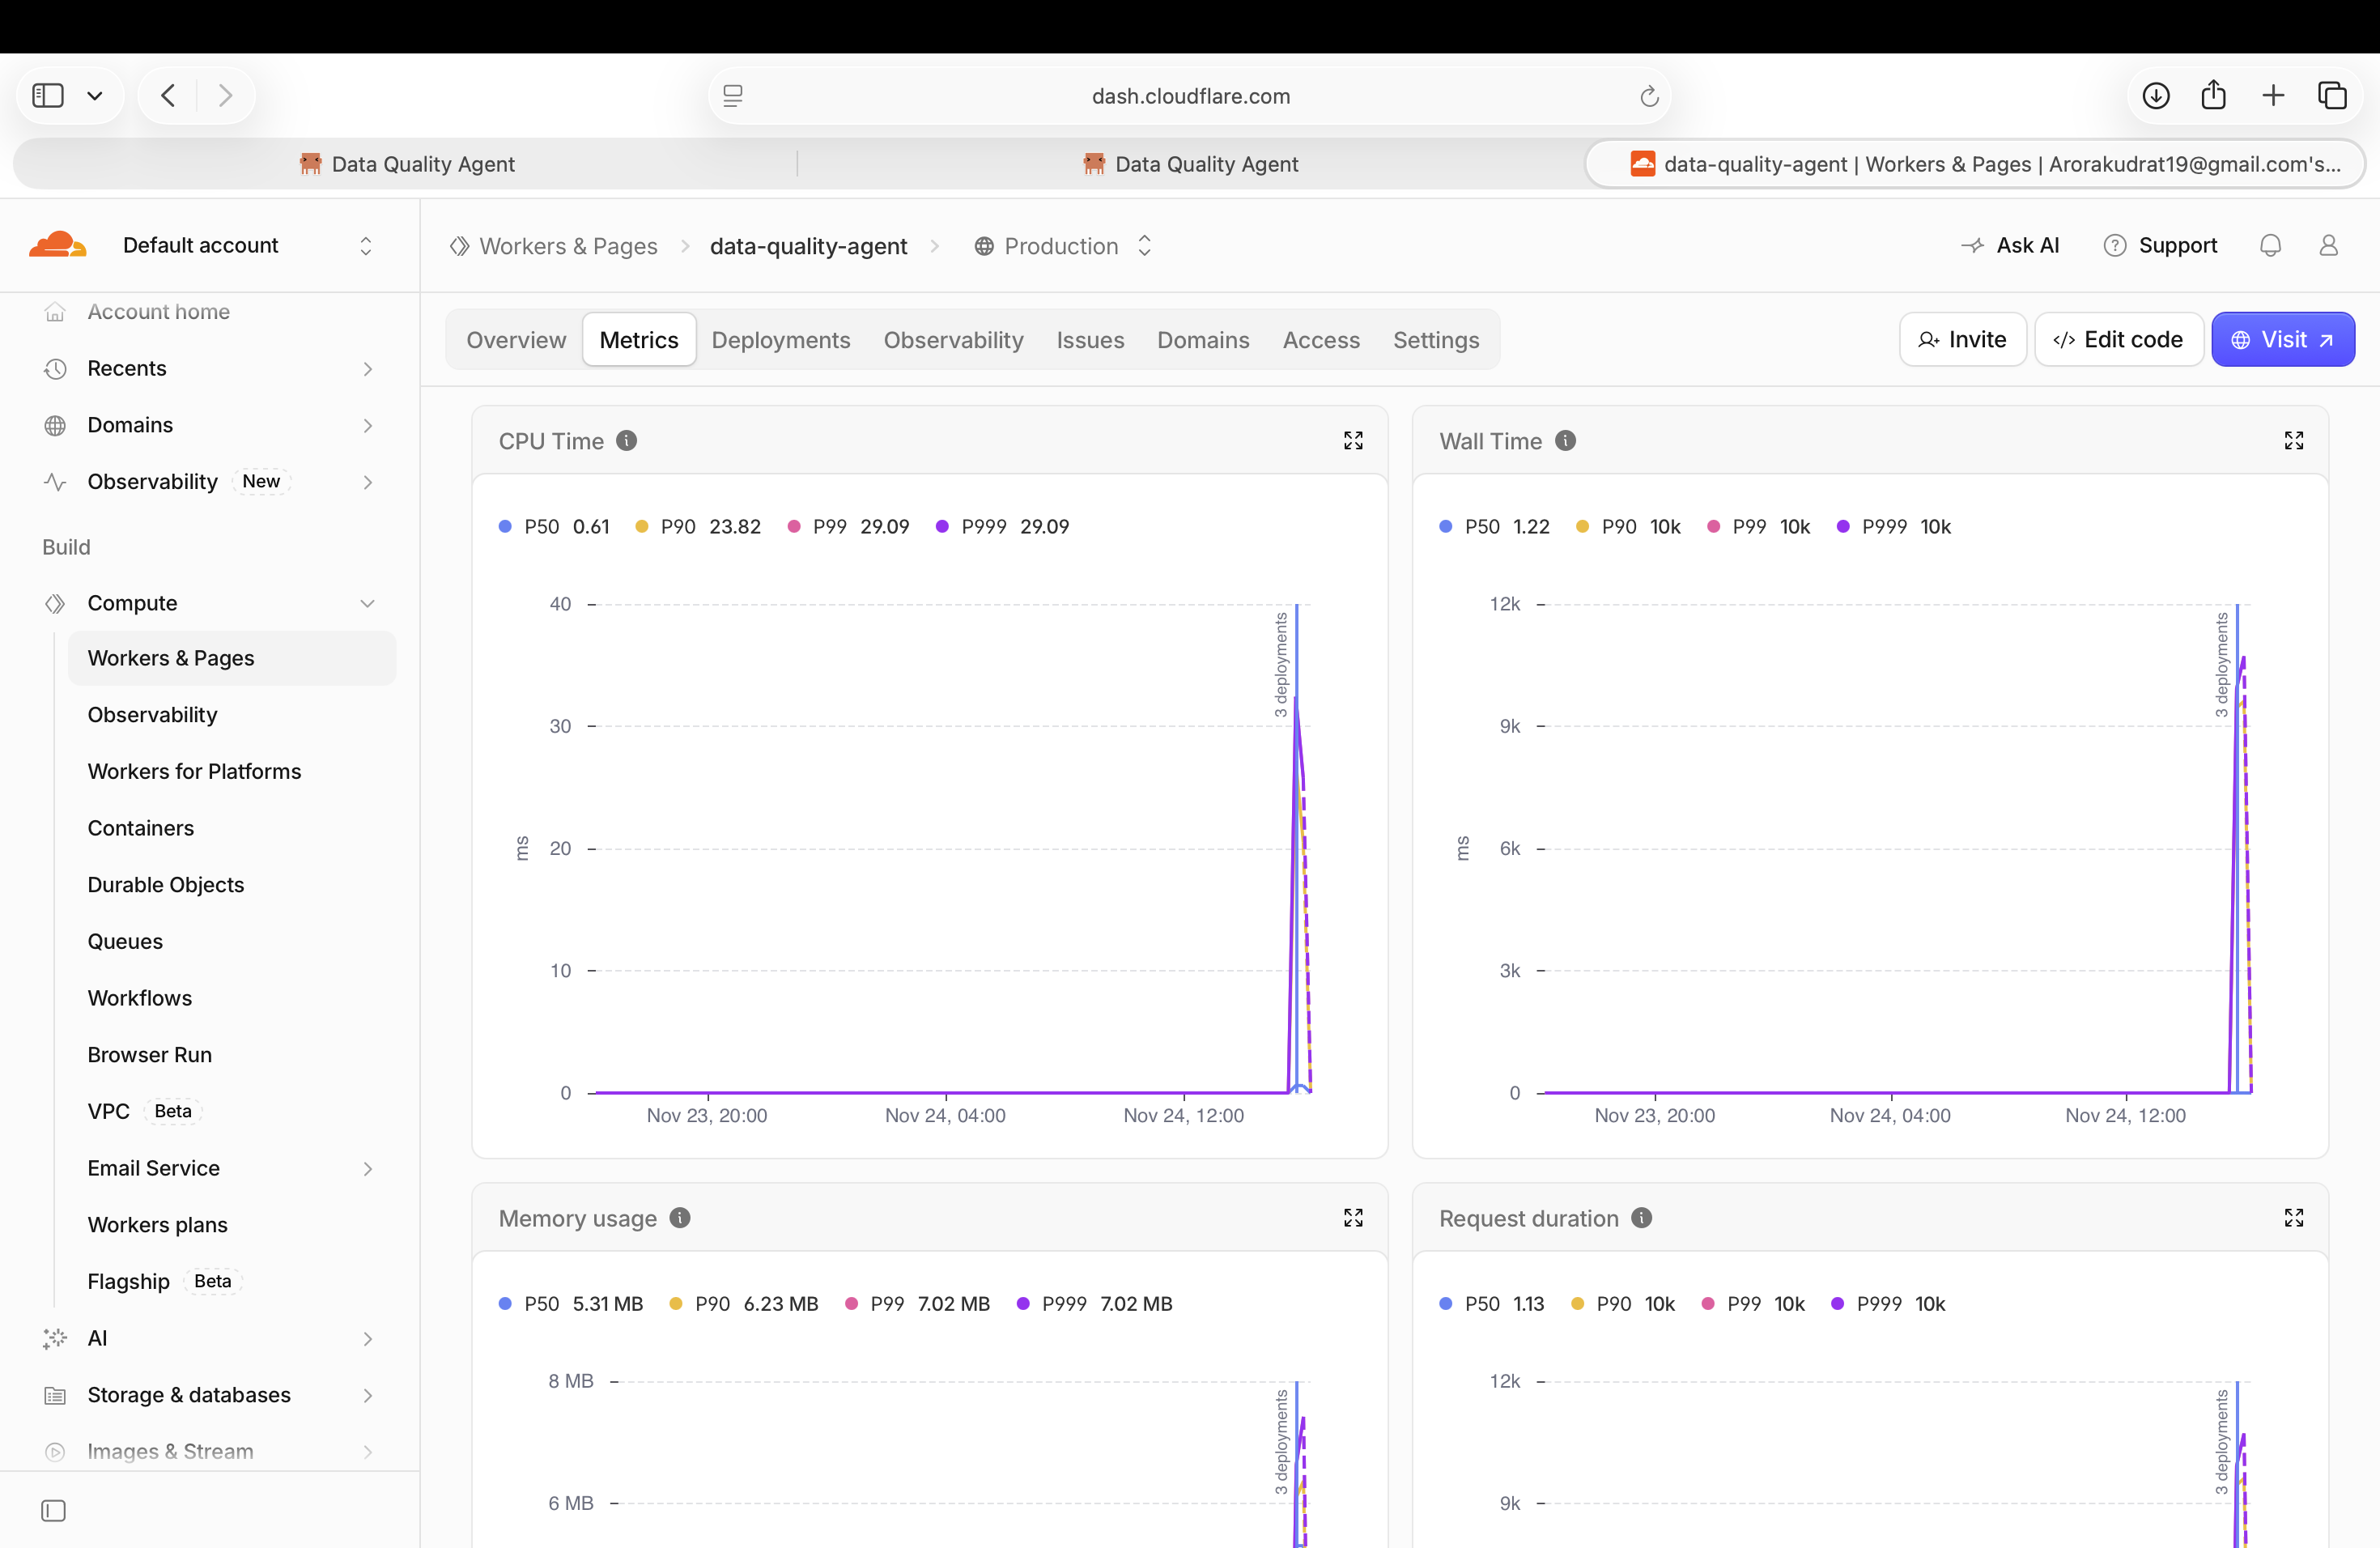 dash.cloudflare.com
Data Quality Agent
Data Quality Agent
data-quality-agent | Workers & Pages | Arorakudrat19@gmail.com's...
Default account
Workers & Pages
data-quality-agent
Production
Ask AI
Support
Account home
Recents
Domains
Observability New
Build
Compute
Workers & Pages
Observability
Workers for Platforms
Containers
Durable Objects
Queues
Workflows
Browser Run
VPC Beta
Email Service
Workers plans
Flagship Beta
AI
Storage & databases
Images & Stream
Overview Metrics Deployments Observability Issues Domains Access Settings
Invite
</> Edit code
Visit
CPU Time
P50 0.61 P90 23.82 P99 29.09 P999 29.09
40
30
20
10
0
ms
3 deployments
Nov 23, 20:00 Nov 24, 04:00 Nov 24, 12:00
Wall Time
P50 1.22 P90 10k P99 10k P999 10k
12k
9k
6k
3k
0
ms
3 deployments
Nov 23, 20:00 Nov 24, 04:00 Nov 24, 12:00
Memory usage
P50 5.31 MB P90 6.23 MB P99 7.02 MB P999 7.02 MB
8 MB
6 MB
3 deployments
Request duration
P50 1.13 P90 10k P99 10k P999 10k
12k
9k
3 deployments